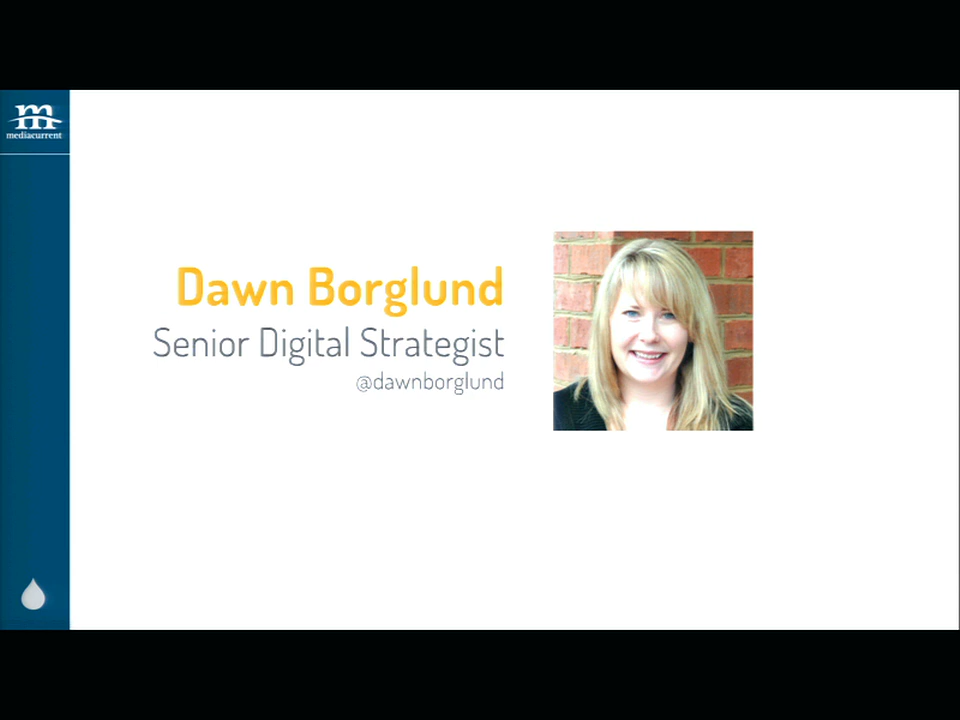 m
mediacurrent
Dawn Borglund
Senior Digital Strategist
@dawnborglund